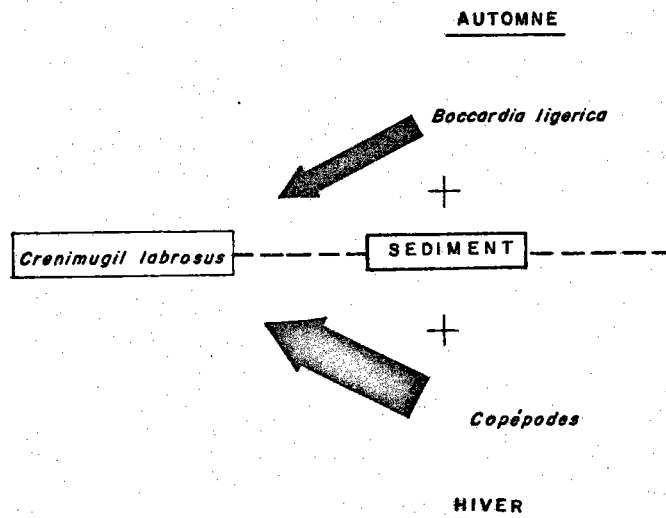 AUTOMNE
Boccardia ligerica
+
Crenimugil labrosus
SEDIMENT
+
Copépodes
HIVER